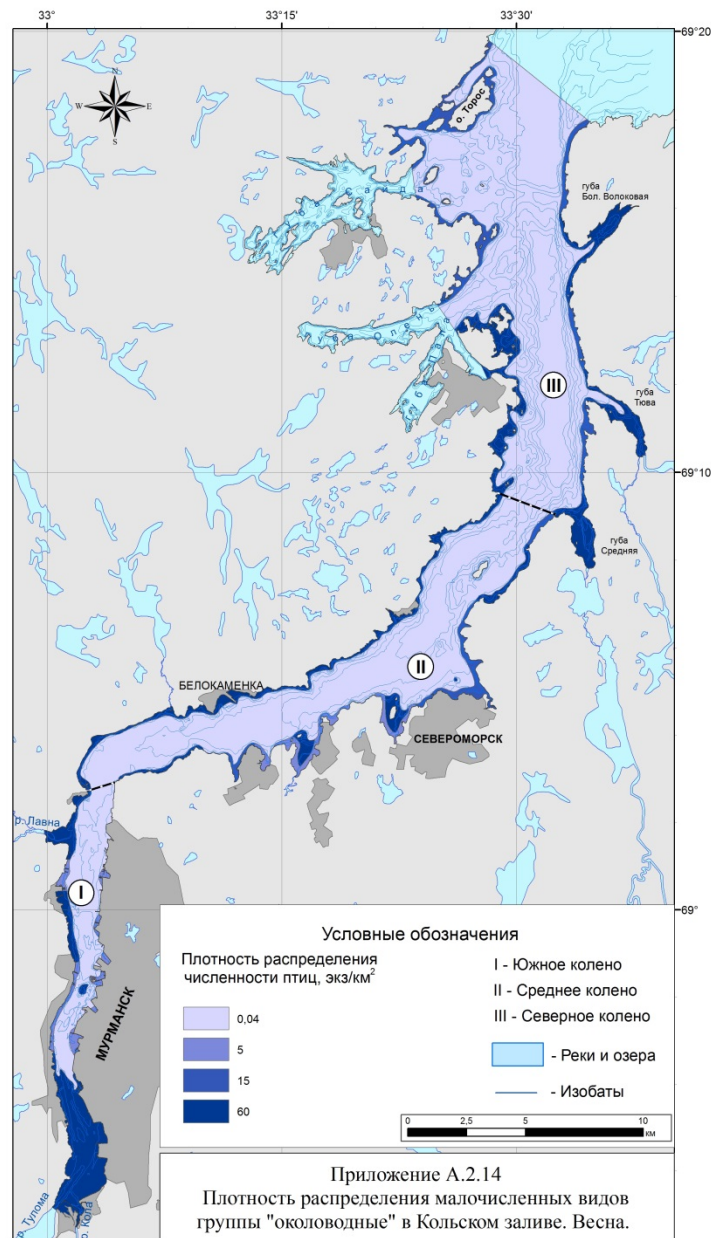 33°
33°15'
33°30'
69°20
N
W
E
S
о. Торос
губа
Бол. Волоковая
III
губа
Тюва
69°10
губа
Средняя
II
БЕЛОКАМЕНКА
СЕВЕРОМОРСК
р. Лавна
I
69°
МУРМАНСК
р. Тулома
р. Кола
Условные обозначения
Плотность распределения
численности птиц, экз/км²
0,04
5
15
60
I - Южное колено
II - Среднее колено
III - Северное колено
- Реки и озера
- Изобаты
0 2,5 5 10
км
Приложение А.2.14
Плотность распределения малочисленных видов
группы "околоводные" в Кольском заливе. Весна.